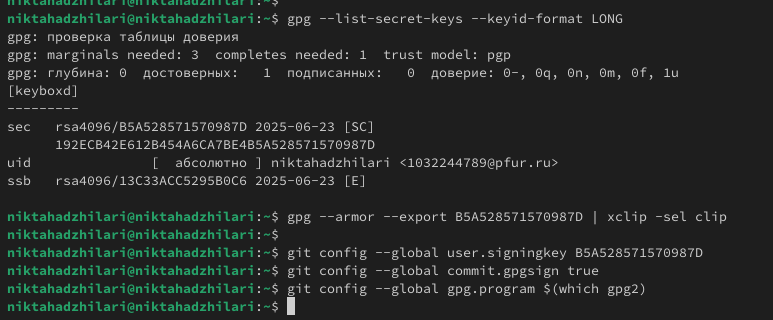 niktahadzhilari@niktahadzhilari:~$
niktahadzhilari@niktahadzhilari:~$ gpg --list-secret-keys --keyid-format LONG
gpg: проверка таблицы доверия
gpg: marginals needed: 3  completes needed: 1  trust model: pgp
gpg: глубина: 0  достоверных:   1  подписанных:   0  доверие: 0-, 0q, 0n, 0m, 0f, 1u
[keyboxd]
---------
sec   rsa4096/B5A528571570987D 2025-06-23 [SC]
      192ECB42E612B454A6CA7BE4B5A528571570987D
uid               [  абсолютно ] niktahadzhilari <1032244789@pfur.ru>
ssb   rsa4096/13C33ACC5295B0C6 2025-06-23 [E]
niktahadzhilari@niktahadzhilari:~$ gpg --armor --export B5A528571570987D | xclip -sel clip
niktahadzhilari@niktahadzhilari:~$
niktahadzhilari@niktahadzhilari:~$ git config --global user.signingkey B5A528571570987D
niktahadzhilari@niktahadzhilari:~$ git config --global commit.gpgsign true
niktahadzhilari@niktahadzhilari:~$ git config --global gpg.program $(which gpg2)
niktahadzhilari@niktahadzhilari:~$